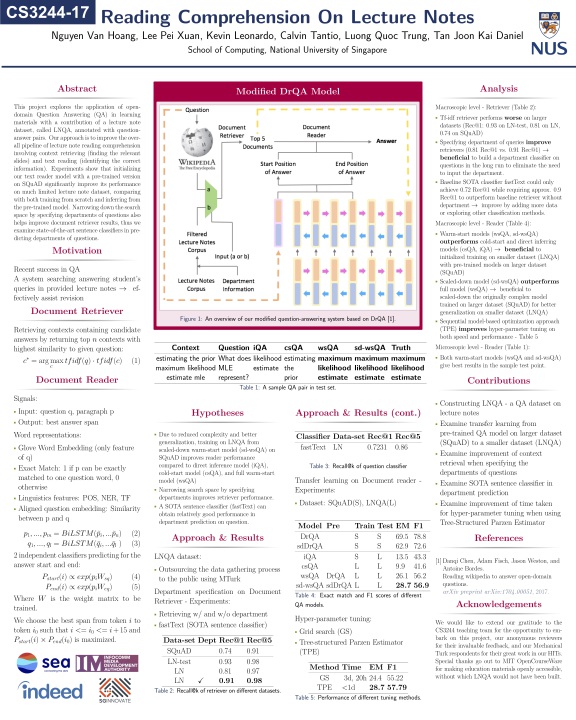 CS3244-17
Reading Comprehension On Lecture Notes
Nguyen Van Hoang, Lee Pei Xuan, Kevin Leonardo, Calvin Tantio, Luong Quoc Trung, Tan Joon Kai Daniel
School of Computing, National University of Singapore
NUS
Abstract
This project explores the application of open-
domain Question Answering (QA) in learning
materials with a contribution of a lecture note
dataset, called LNQA, annotated with question-
answer pairs. Our approach is to improve the over-
all pipeline of lecture note reading comprehension
involving context retrieving (finding the relevant
slides) and text reading (identifying the correct
information). Experiments show that initialising
our text reader model with a pre-trained version
on SQuAD significantly improve its performance
on much limited lecture note dataset, comparing
with both training from scratch and inferring from
the pre-trained model. Narrowing down the search
space by specifying departments of questions also
helps improve document retriever results, thus we
examine state-of-the-art sentence classifiers in pre-
dicting departments of questions.
Motivation
Recent success in QA
A system searching answering student's
queries in provided lecture notes → ef-
fectively assist revision
Document Retriever
Retrieving contexts containing candidate
answers by returning top n contexts with
highest similarity to given question:
c* = arg max tfidf(q) · tfidf(c) (1)
Document Reader
Signals:
• Input: question q, paragraph p
• Output: best answer span
Word representations:
• Glove Word Embedding (only feature
of q)
• Exact Match: 1 if p can be exactly
matched to one question word, 0
otherwise
• Linguistics features: POS, NER, TF
• Aligned question embedding: Similarity
between p and q
p₁, ..., pₘ = BiLSTM(p̃₁, ...p̃ₙ) (2)
q₁, ..., qₗ = BiLSTM(q̃₁, ...q̃ₗ) (3)
2 independent classifiers predicting for the
answer start and end:
Pstart(i) ∝ exp(pᵢWsq) (4)
Pend(i) ∝ exp(pᵢWeq) (5)
Where W is the weight matrix to be
trained.
We choose the best span from token i to
token i₀ such that i <= i₀ <= i + 15 and
Pstart(i) × Pend(i₀) is maximized.
sea
IM
INFOCOMM
MEDIA
DEVELOPMENT
AUTHORITY
indeed
SGINNOVATE
Modified DrQA Model
Question
WIKIPEDIA
The Free Encyclopedia
Document
Retriever
Top 5
Documents
Document
Reader
Answer
Start Position
of Answer
End Position
of Answer
a
b
Filtered
Lecture Notes
Corpus
Input (a or b)
Lecture Notes
Corpus
Department
Information
Figure 1: An overview of our modified question-answering system based on DrQA [1].
Context Question iQA csQA wsQA sd-wsQA Truth
estimating the prior What does likelihood estimating maximum maximum maximum
maximum likelihood MLE estimate the likelihood likelihood likelihood
estimate mle represent? prior estimate estimate estimate
Table 1: A sample QA pair in test set.
Hypotheses
• Due to reduced complexity and better
generalization, training on LNQA from
scaled-down warm-start model (sd-wsQA) on
SQuAD improves reader performance
compared to direct inference model (iQA),
cold-start model (csQA), and full warm-start
model (wsQA)
• Narrowing search space by specifying
departments improves retriever performance.
• A SOTA sentence classifier (fastText) can
obtain relatively good performance in
department prediction on question.
Approach & Results
LNQA dataset:
• Outsourcing the data gathering process
to the public using MTurk
Department specification on Document
Retriever - Experiments:
• Retrieving w/ and w/o department
• fastText (SOTA sentence classifier)
Data-set Dept Rec@1 Rec@5
SQuAD 0.74 0.91
LN-test 0.93 0.98
LN 0.81 0.97
LN ✓ 0.91 0.98
Table 2: Recall@k retriever on different datasets.
Approach & Results (cont.)
Classifier Data-set Rec@1 Rec@5
fastText LN 0.7231 0.86
Table 3: Recall@k of question classifier
Transfer learning on Document reader -
Experiments:
• Dataset: SQuAD(S), LNQA(L)
Model Pre Train Test EM F1
DrQA S S 69.5 78.8
sdDrQA S S 62.9 72.6
iQA S L 13.5 43.3
csQA L L 9.9 41.6
wsQA DrQA L L 26.1 56.2
sd-wsQA sdDrQA L L 28.7 56.9
Table 4: Exact match and F1 scores of different
QA models.
Hyper-parameter tuning:
• Grid search (GS)
• Tree-structured Parzen Estimator
(TPE)
Method Time EM F1
GS 3d, 20h 24.4 55.22
TPE <1d 28.7 57.79
Table 5: Performance of different tuning methods.
Analysis
Macroscopic level - Retriever (Table 2):
• Tf-idf retriever performs worse on larger
datasets (Rec@1: 0.93 on LN-test, 0.81 on LN,
0.74 on SQuAD)
• Specifying department of queries improve
retrievers (0.81 Rec@1 vs. 0.91 Rec@1) →
beneficial to build a department classifier on
questions in the long run to eliminate the need
to input the department.
• Baseline SOTA classifier fastText could only
achieve 0.72 Rec@1 while requiring approx. 0.9
Rec@1 to outperform baseline retriever without
department → improve by adding more data
or exploring other classification methods.
Macroscopic level - Reader (Table 4):
• Warm-start models (wsQA, sd-wsQA)
outperforms cold-start and direct inferring
models (csQA, iQA) → beneficial to
initialized training on smaller dataset (LNQA)
with pre-trained models on larger dataset
(SQuAD)
• Scaled-down model (sd-wsQA) outperforms
full model (wsQA) → beneficial to
scaled-down the originally complex model
trained on larger dataset (SQuAD) for better
generalization on smaller dataset (LNQA)
• Sequential model-based optimization approach
(TPE) improves hyper-parameter tuning on
both speed and performance - Table 5
Microscopic level - Reader (Table 1):
• Both warm-start models (wsQA and sd-wsQA)
give best results in the sample test point.
Contributions
• Constructing LNQA - a QA dataset on
lecture notes
• Examine transfer learning from
pre-trained QA model on larger dataset
(SQuAD) to a smaller dataset (LNQA)
• Examine improvement of context
retrieval when specifying the
departments of questions
• Examine SOTA sentence classifier in
department prediction
• Examine improvement of time taken
for hyper-parameter tuning when using
Tree-Structured Parzan Estimator
References
[1] Danqi Chen, Adam Fisch, Jason Weston, and
Antoine Bordes.
Reading wikipedia to answer open-domain
questions.
arXiv preprint arXiv:1704.00051, 2017.
Acknowledgements
We would like to extend our gratitude to the
CS3244 teaching team for the opportunity to em-
bark on this project, our anonymous reviewers
for their invaluable feedback, and our Mechanical
Turk respondents for their great work in our HITs.
Special thanks go out to MIT OpenCourseWare
for making education materials openly accessible,
without which LNQA would not have been built.